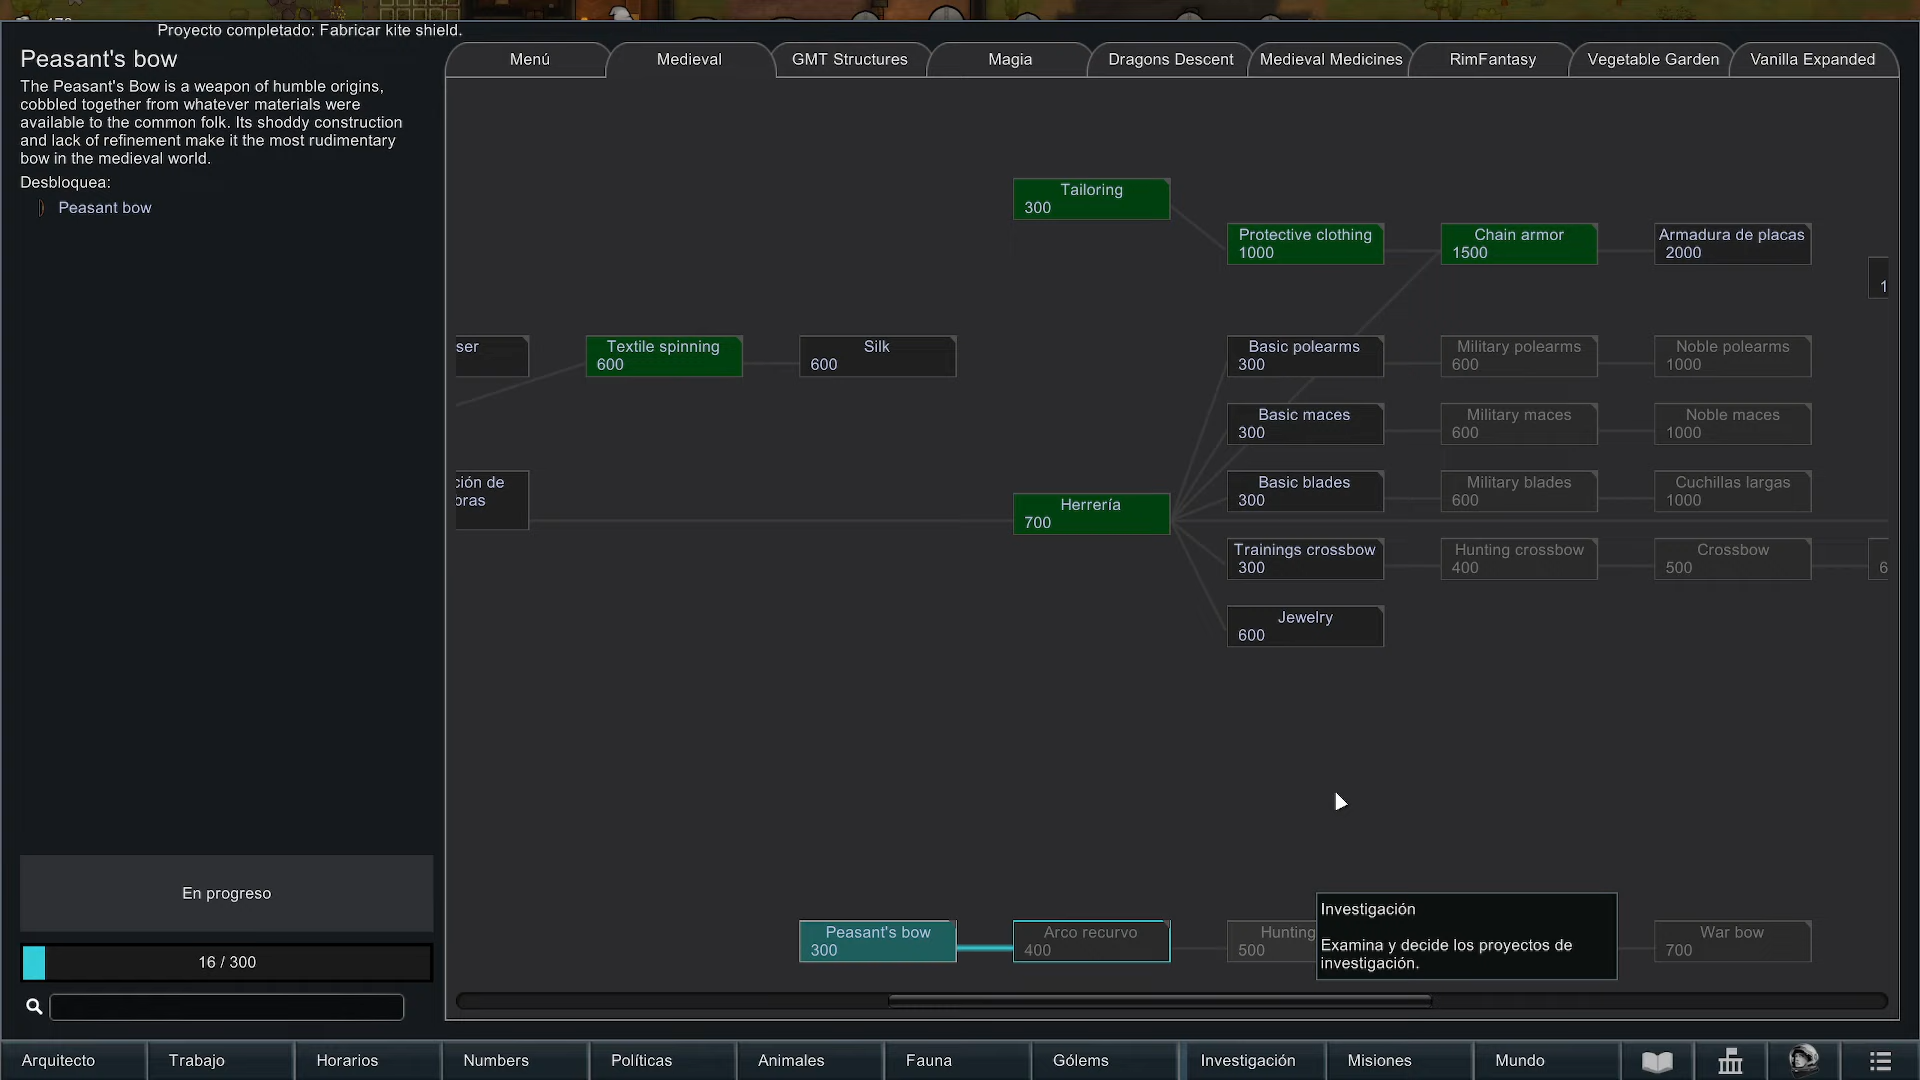 Proyecto completado: Fabricar kite shield.
Peasant's bow
The Peasant's Bow is a weapon of humble origins,
cobbled together from whatever materials were
available to the common folk. Its shoddy construction
and lack of refinement make it the most rudimentary
bow in the medieval world.
Desbloquea:
Peasant bow
En progreso
16 / 300
Menú
Medieval
GMT Structures
Magia
Dragons Descent
Medieval Medicines
RimFantasy
Vegetable Garden
Vanilla Expanded
Tailoring
300
Protective clothing
1000
Chain armor
1500
Armadura de placas
2000
1
ser
Textile spinning
600
Silk
600
Basic polearms
300
Military polearms
600
Noble polearms
1000
Basic maces
300
Military maces
600
Noble maces
1000
ción de
oras
Herrería
700
Basic blades
300
Military blades
600
Cuchillas largas
1000
Trainings crossbow
300
Hunting crossbow
400
Crossbow
500
6
Jewelry
600
Peasant's bow
300
Arco recurvo
400
Hunting
500
War bow
700
Investigación
Examina y decide los proyectos de
investigación.
Arquitecto
Trabajo
Horarios
Numbers
Políticas
Animales
Fauna
Gólems
Investigación
Misiones
Mundo